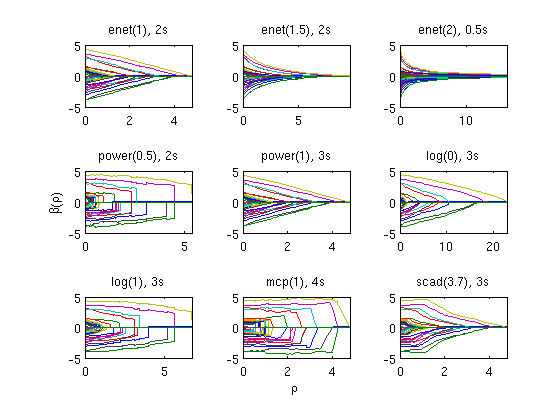 enet(1), 2s enet(1.5), 2s enet(2), 0.5s
5 5 5
0 0 0
-5 -5 -5
0 2 4 0 5 0 10
power(0.5), 2s power(1), 3s log(0), 3s
5 5 5
β(ρ) 0 0 0
-5 -5 -5
0 5 0 2 4 0 10 20
log(1), 3s mcp(1), 4s scad(3.7), 3s
5 5 5
0 0 0
-5 -5 -5
0 5 0 2 4 0 2 4
ρ